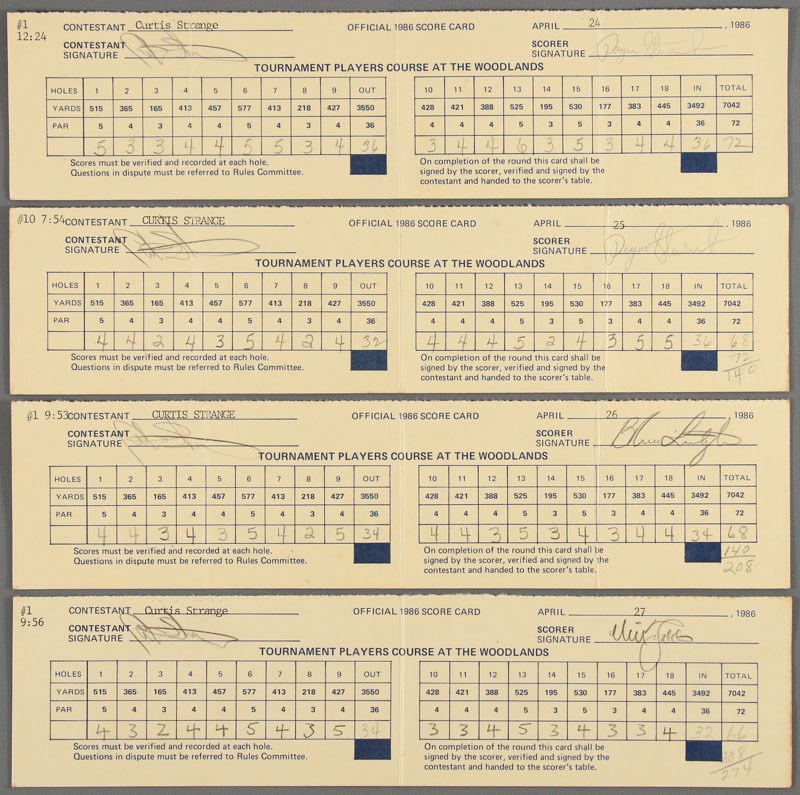 #1 CONTESTANT Curtis Strange OFFICIAL 1986 SCORE CARD APRIL 24 , 1986
12:24
CONTESTANT SIGNATURE SCORER SIGNATURE Payne Stewart
TOURNAMENT PLAYERS COURSE AT THE WOODLANDS
HOLES 1 2 3 4 5 6 7 8 9 OUT 10 11 12 13 14 15 16 17 18 IN TOTAL
YARDS 515 365 165 413 457 577 413 218 427 3550 428 421 388 525 195 530 177 383 445 3492 7042
PAR 5 4 3 4 4 5 4 3 4 36 4 4 4 5 3 5 3 4 4 36 72
5 3 3 4 4 5 5 3 4 36 3 4 4 6 3 5 3 4 4 36 72
Scores must be verified and recorded at each hole. On completion of the round this card shall be
Questions in dispute must be referred to Rules Committee. signed by the scorer, verified and signed by the
contestant and handed to the scorer's table.
#10 7:54 CONTESTANT CURTIS STRANGE OFFICIAL 1986 SCORE CARD APRIL 25 , 1986
CONTESTANT SIGNATURE SCORER SIGNATURE Payne Stewart
TOURNAMENT PLAYERS COURSE AT THE WOODLANDS
HOLES 1 2 3 4 5 6 7 8 9 OUT 10 11 12 13 14 15 16 17 18 IN TOTAL
YARDS 515 365 165 413 457 577 413 218 427 3550 428 421 388 525 195 530 177 383 445 3492 7042
PAR 5 4 3 4 4 5 4 3 4 36 4 4 4 5 3 5 3 4 4 36 72
4 4 2 4 3 5 4 2 4 32 4 4 4 5 2 4 3 5 5 36 68
72
140
Scores must be verified and recorded at each hole. On completion of the round this card shall be
Questions in dispute must be referred to Rules Committee. signed by the scorer, verified and signed by the
contestant and handed to the scorer's table.
#1 9:53 CONTESTANT CURTIS STRANGE OFFICIAL 1986 SCORE CARD APRIL 26 , 1986
CONTESTANT SIGNATURE SCORER SIGNATURE
TOURNAMENT PLAYERS COURSE AT THE WOODLANDS
HOLES 1 2 3 4 5 6 7 8 9 OUT 10 11 12 13 14 15 16 17 18 IN TOTAL
YARDS 515 365 165 413 457 577 413 218 427 3550 428 421 388 525 195 530 177 383 445 3492 7042
PAR 5 4 3 4 4 5 4 3 4 36 4 4 4 5 3 5 3 4 4 36 72
4 4 3 4 3 5 4 2 5 34 4 4 3 5 3 4 3 4 4 34 68
140
208
Scores must be verified and recorded at each hole. On completion of the round this card shall be
Questions in dispute must be referred to Rules Committee. signed by the scorer, verified and signed by the
contestant and handed to the scorer's table.
#1 CONTESTANT Curtis Strange OFFICIAL 1986 SCORE CARD APRIL 27 , 1986
9:56
CONTESTANT SIGNATURE SCORER SIGNATURE
TOURNAMENT PLAYERS COURSE AT THE WOODLANDS
HOLES 1 2 3 4 5 6 7 8 9 OUT 10 11 12 13 14 15 16 17 18 IN TOTAL
YARDS 515 365 165 413 457 577 413 218 427 3550 428 421 388 525 195 530 177 383 445 3492 7042
PAR 5 4 3 4 4 5 4 3 4 36 4 4 4 5 3 5 3 4 4 36 72
4 3 2 4 4 5 4 3 5 34 3 3 4 5 3 4 3 3 4 32 66
208
274
Scores must be verified and recorded at each hole. On completion of the round this card shall be
Questions in dispute must be referred to Rules Committee. signed by the scorer, verified and signed by the
contestant and handed to the scorer's table.